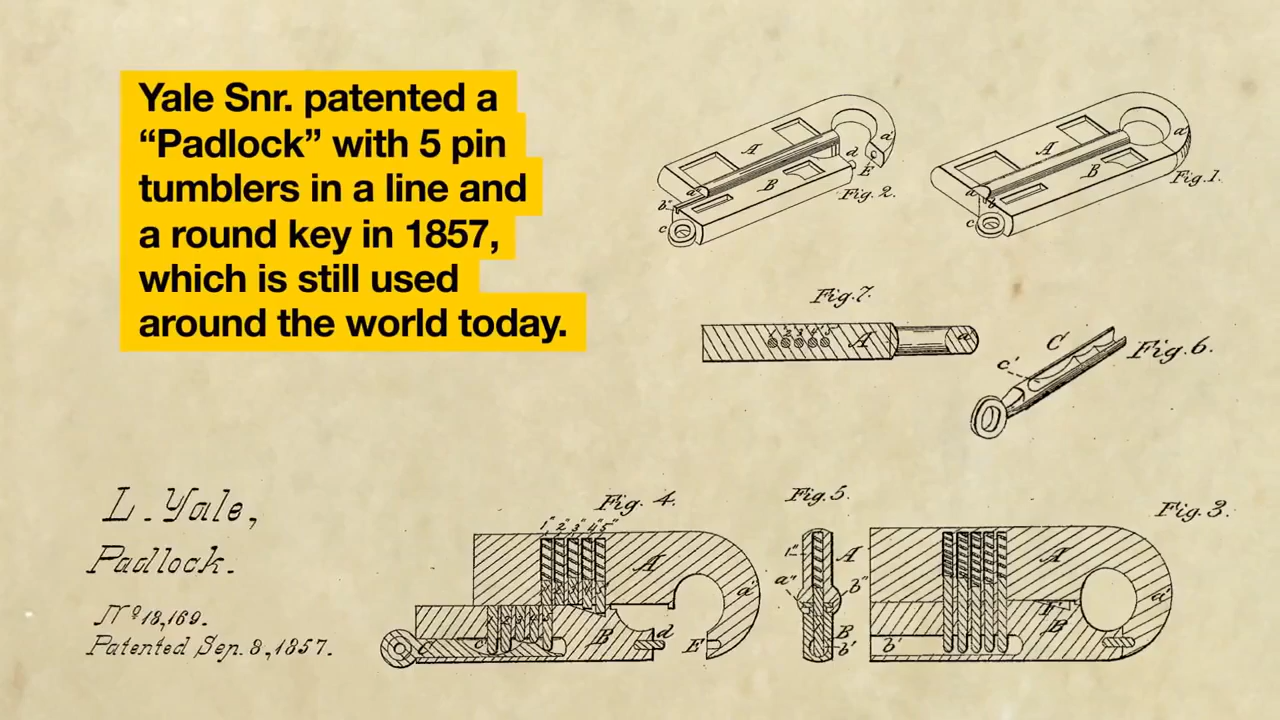 Yale Snr. patented a
“Padlock” with 5 pin
tumblers in a line and
a round key in 1857,
which is still used
around the world today.
Fig. 2.
Fig. 1.
Fig. 7.
Fig. 6.
Fig. 4.
Fig. 5.
Fig. 3.
L. Yale,
Padlock.
Nº 18,169.
Patented Sep. 8, 1857.